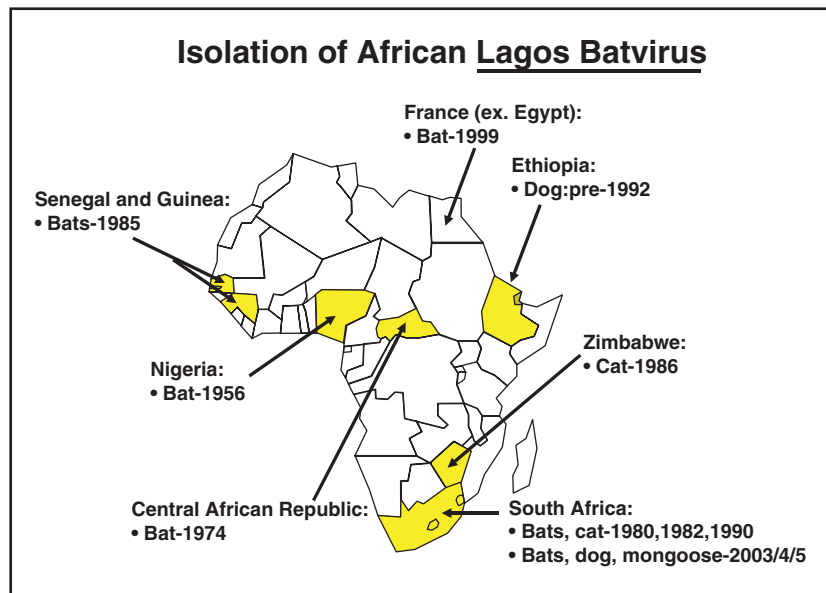 Isolation of African Lagos Batvirus
France (ex. Egypt):
• Bat-1999
Ethiopia:
• Dog:pre-1992
Senegal and Guinea:
• Bats-1985
Zimbabwe:
• Cat-1986
Nigeria:
• Bat-1956
Central African Republic:
• Bat-1974
South Africa:
• Bats, cat-1980,1982,1990
• Bats, dog, mongoose-2003/4/5